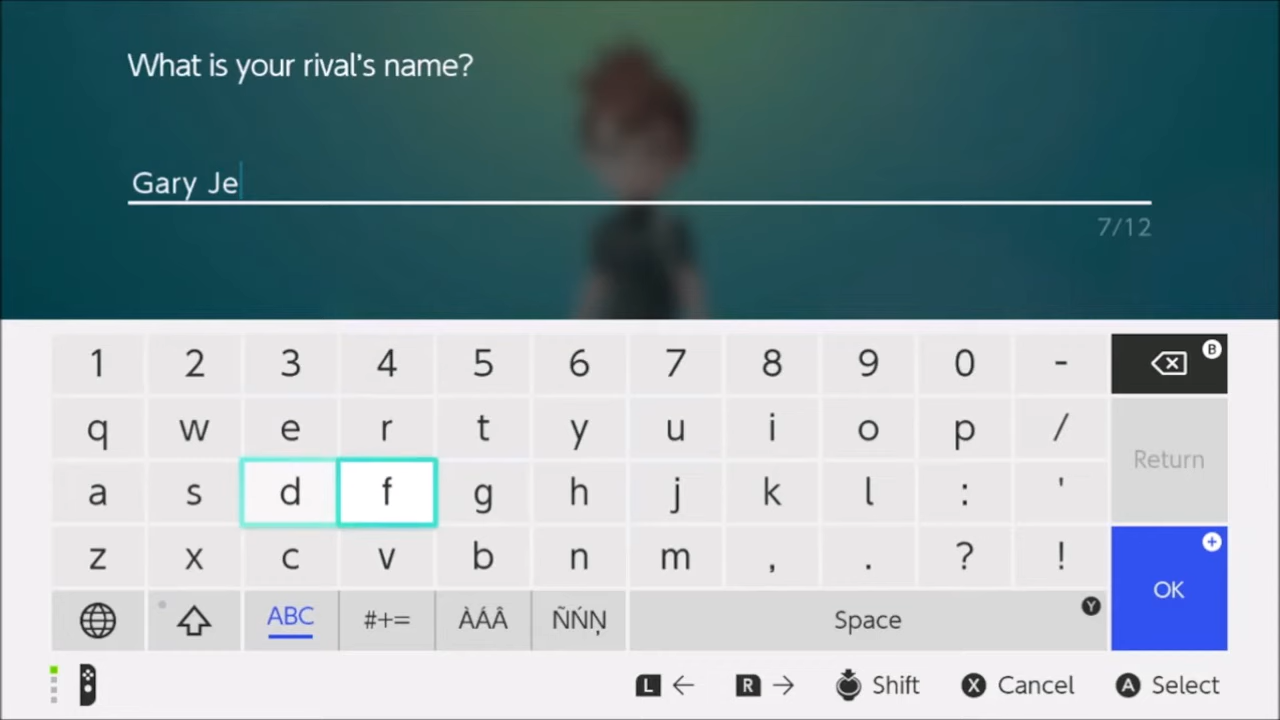 What is your rival's name?
Gary Je
7/12
1 2 3 4 5 6 7 8 9 0 - B
q w e r t y u i o p /
Return
a s d f g h j k l : '
z x c v b n m , . ? !
OK
ABC #+= ÀÁÂ ÑŃŅ Space Y
L ← R → Shift X Cancel A Select